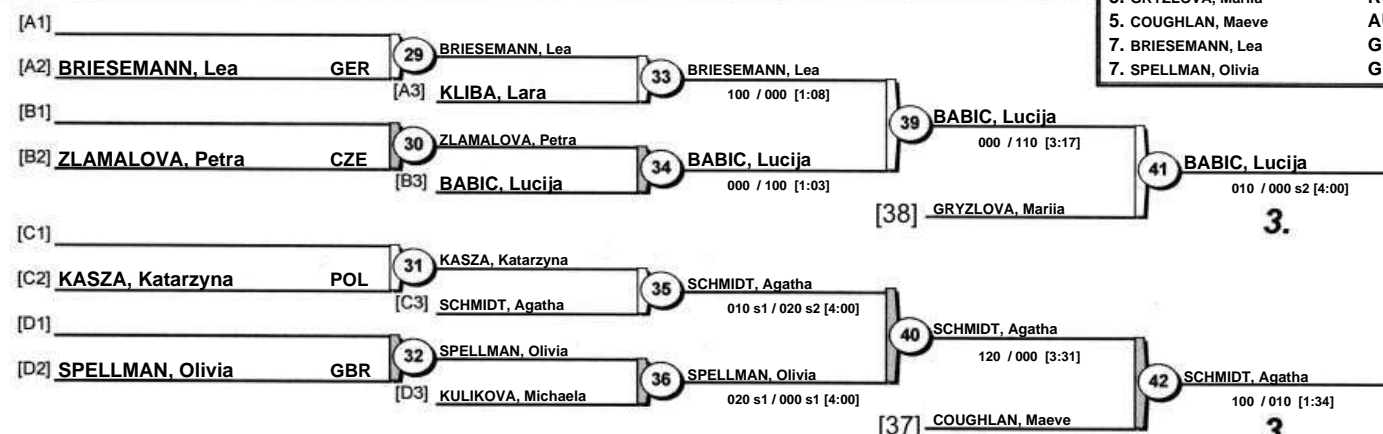 5. COUGHLAN, Maeve
7. BRIESEMANN, Lea G
7. SPELLMAN, Olivia G
[A1]
[A2] BRIESEMANN, Lea GER
29
BRIESEMANN, Lea
[A3] KLIBA, Lara
33
BRIESEMANN, Lea
100 / 000 [1:08]
[B1]
[B2] ZLAMALOVA, Petra CZE
30
ZLAMALOVA, Petra
[B3] BABIC, Lucija
34
BABIC, Lucija
000 / 100 [1:03]
39
BABIC, Lucija
000 / 110 [3:17]
[38] GRYZLOVA, Mariia
41
BABIC, Lucija
010 / 000 s2 [4:00]
3.
[C1]
[C2] KASZA, Katarzyna POL
31
KASZA, Katarzyna
[C3] SCHMIDT, Agatha
35
SCHMIDT, Agatha
010 s1 / 020 s2 [4:00]
[D1]
[D2] SPELLMAN, Olivia GBR
32
SPELLMAN, Olivia
[D3] KULIKOVA, Michaela
36
SPELLMAN, Olivia
020 s1 / 000 s1 [4:00]
40
SCHMIDT, Agatha
120 / 000 [3:31]
[37] COUGHLAN, Maeve
42
SCHMIDT, Agatha
100 / 010 [1:34]
3